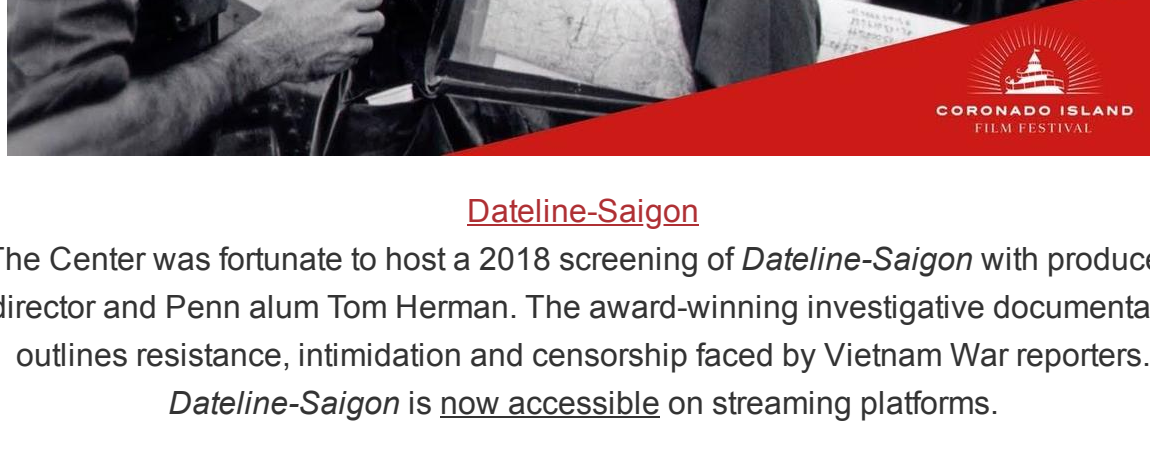 CORONADO ISLAND
FILM FESTIVAL
Dateline-Saigon
The Center was fortunate to host a 2018 screening of Dateline-Saigon with produce
director and Penn alum Tom Herman. The award-winning investigative documenta
outlines resistance, intimidation and censorship faced by Vietnam War reporters.
Dateline-Saigon is now accessible on streaming platforms.